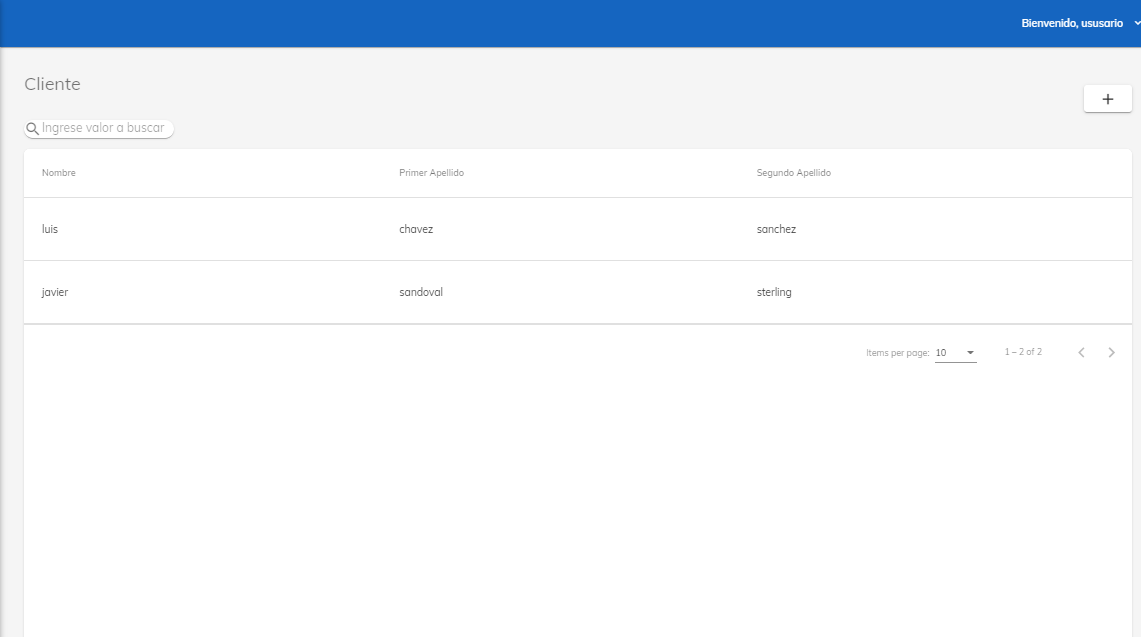 Bienvenido, ususario
Cliente
Ingrese valor a buscar
Nombre Primer Apellido Segundo Apellido
luis chavez sanchez
javier sandoval sterling
Items per page: 10 1 – 2 of 2